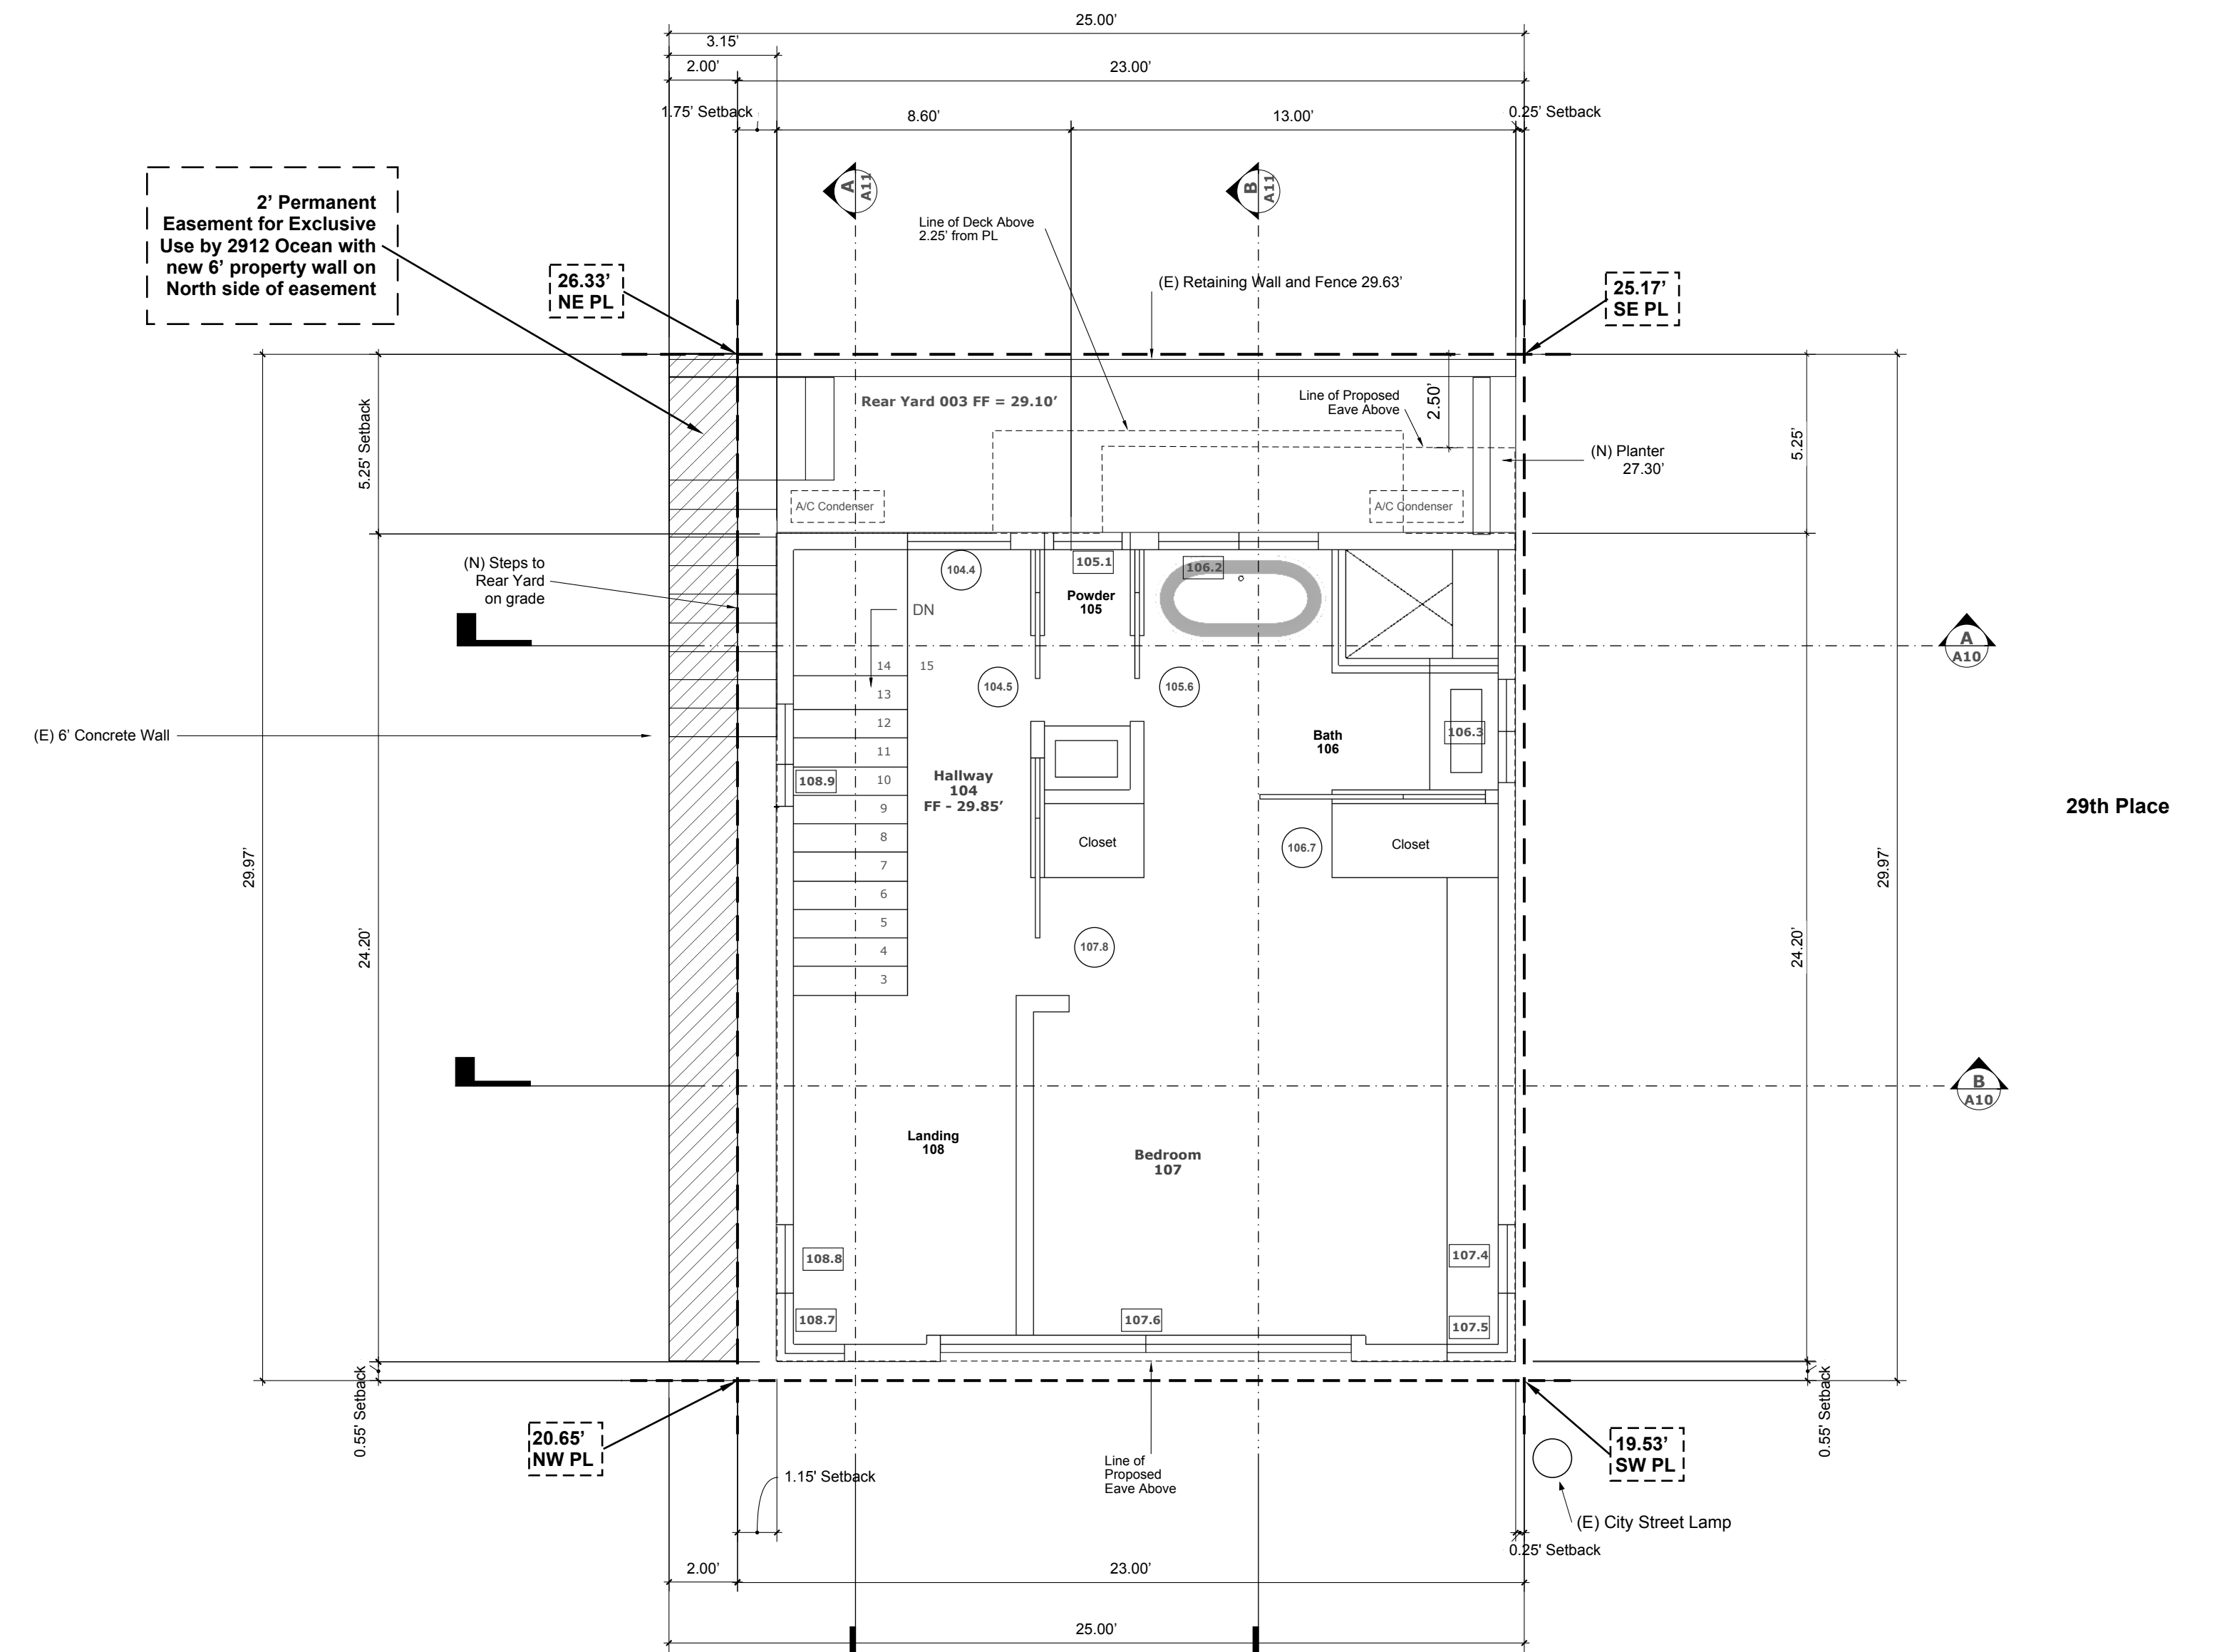 25.00’
3.15’
2.00’
23.00’
1.75’ Setback
8.60’
13.00’
0.25’ Setback
A
A11
B
A11
2’ Permanent
Easement for Exclusive
Use by 2912 Ocean with
new 6’ property wall on
North side of easement
Line of Deck Above
2.25’ from PL
26.33’
NE PL
(E) Retaining Wall and Fence 29.63’
25.17’
SE PL
5.25’ Setback
Rear Yard 003 FF = 29.10’
Line of Proposed
Eave Above
2.50’
5.25’
(N) Planter
27.30’
A/C Condenser
A/C Condenser
(N) Steps to
Rear Yard
on grade
104.4
105.1
106.2
Powder
105
DN
A
A10
14
15
13
12
11
10
9
8
7
6
5
4
3
104.5
105.6
(E) 6’ Concrete Wall
106.3
Bath
106
108.9
Hallway
104
FF - 29.85’
29th Place
Closet
106.7
Closet
29.97’
29.97’
24.20’
24.20’
107.8
B
A10
Landing
108
Bedroom
107
108.8
107.4
108.7
107.6
107.5
0.55’ Setback
0.55’ Setback
20.65’
NW PL
19.53’
SW PL
1.15’ Setback
Line of
Proposed
Eave Above
(E) City Street Lamp
0.25’ Setback
2.00’
23.00’
25.00’